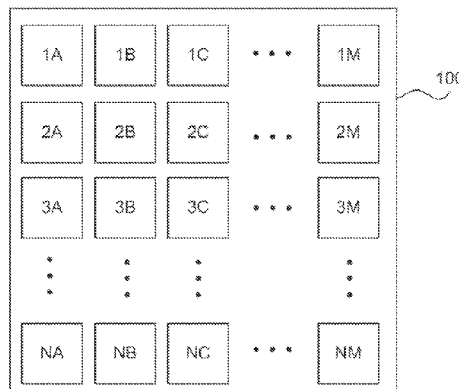 1A 1B 1C ••• 1M
100
2A 2B 2C ••• 2M
3A 3B 3C ••• 3M
NA NB NC ••• NM